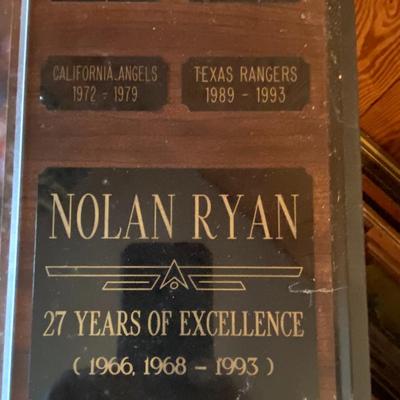 CALIFORNIA ANGELS
1972 - 1979
TEXAS RANGERS
1989 - 1993
NOLAN RYAN
27 YEARS OF EXCELLENCE
( 1966, 1968 - 1993 )